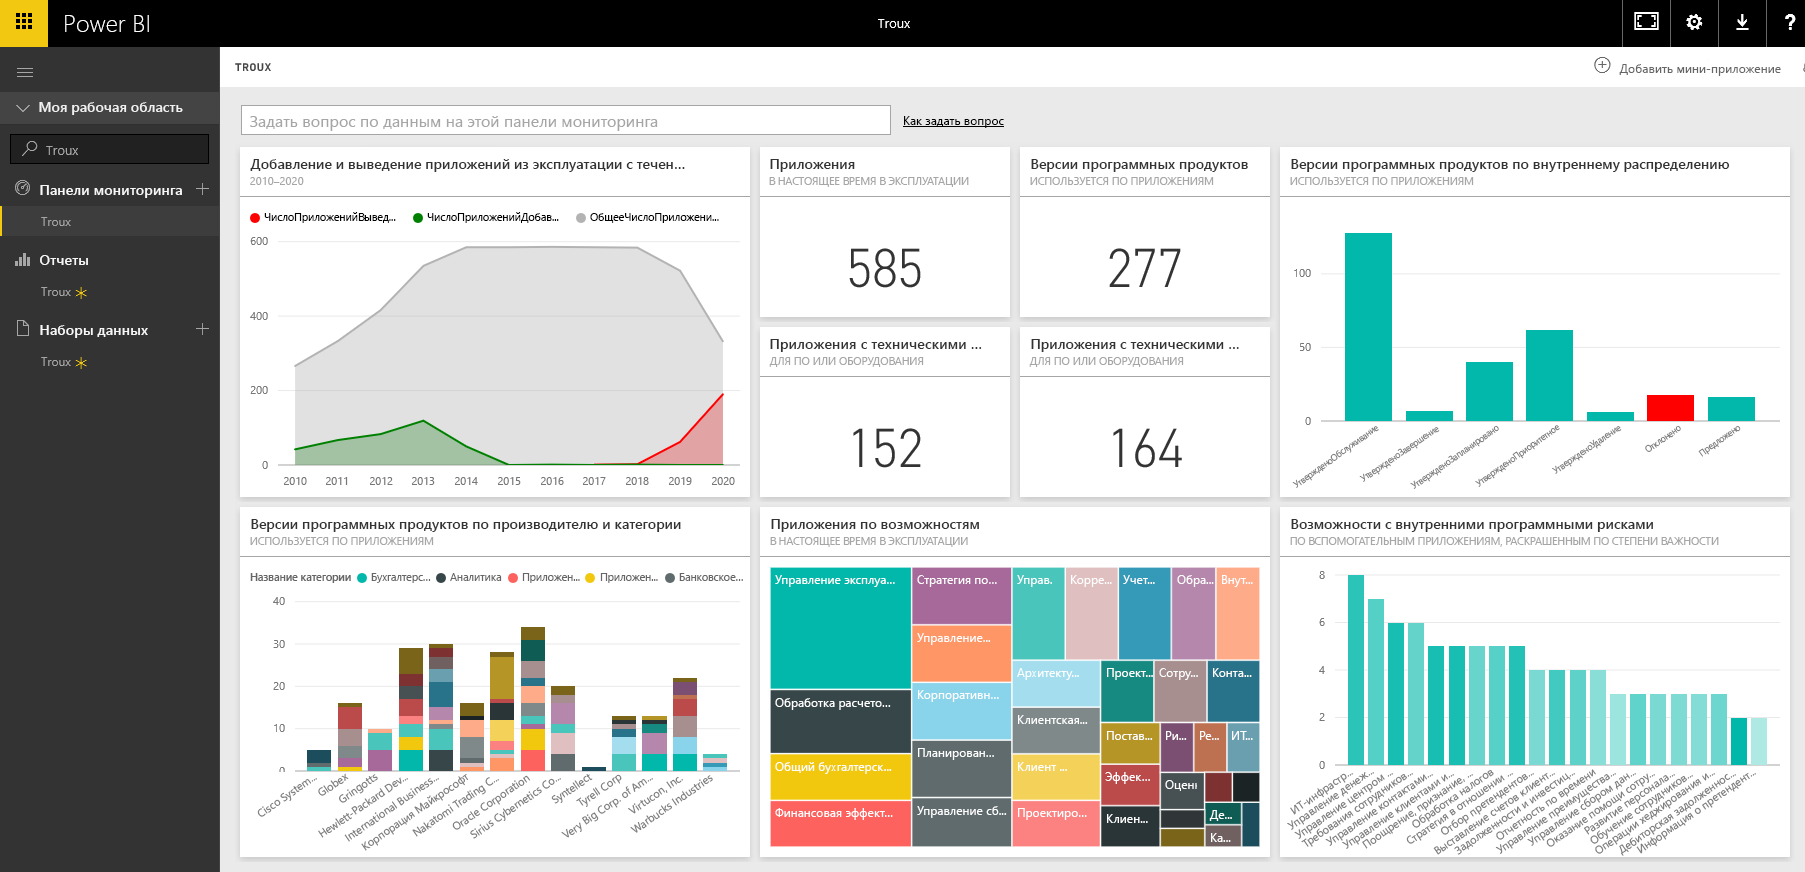 Power BI
Troux
?
TROUX
Добавить мини-приложение
Моя рабочая область
Troux
Панели мониторинга
Troux
Отчеты
Troux
Наборы данных
Troux
Задать вопрос по данным на этой панели мониторинга
Как задать вопрос
Добавление и выведение приложений из эксплуатации с течен...
2010–2020
ЧислоПриложенийВывед...
ЧислоПриложенийДобав...
ОбщееЧислоПриложени...
600
400
200
0
2010 2011 2012 2013 2014 2015 2016 2017 2018 2019 2020
Приложения
В НАСТОЯЩЕЕ ВРЕМЯ В ЭКСПЛУАТАЦИИ
585
Версии программных продуктов
ИСПОЛЬЗУЕТСЯ ПО ПРИЛОЖЕНИЯМ
277
Приложения с техническими ...
ДЛЯ ПО ИЛИ ОБОРУДОВАНИЯ
152
Приложения с техническими ...
ДЛЯ ПО ИЛИ ОБОРУДОВАНИЯ
164
Версии программных продуктов по внутреннему распределению
ИСПОЛЬЗУЕТСЯ ПО ПРИЛОЖЕНИЯМ
100
50
0
УтвержденоОбслуживание
УтвержденоЗавершение
УтвержденоЗапланировано
УтвержденоПриоритетное
УтвержденоУдаление
Отклонено
Предложено
Версии программных продуктов по производителю и категории
ИСПОЛЬЗУЕТСЯ ПО ПРИЛОЖЕНИЯМ
Название категории
Бухгалтерс...
Аналитика
Приложен...
Приложен...
Банковское...
40
30
20
10
0
Cisco System...
Globex
Gringotts
Hewlett-Packard Dev...
International Business...
Корпорация Майкрософт
Nakatomi Trading C...
Oracle Corporation
Sirius Cybernetics Co...
Syntellect
Tyrell Corp
Very Big Corp. of Am...
Virtucon, Inc.
Warbucks Industries
Приложения по возможностям
В НАСТОЯЩЕЕ ВРЕМЯ В ЭКСПЛУАТАЦИИ
Управление эксплуа...
Обработка расчето...
Общий бухгалтерск...
Финансовая эффект...
Стратегия по...
Управление...
Корпоративн...
Планирован...
Управление сб...
Управ.
Корре...
Учет...
Обра...
Внут...
Архитекту...
Клиентская...
Клиент ...
Проектиро...
Проект...
Сотру...
Конта...
Постав...
Ри...
Ре...
ИТ...
Эффек...
Клиен...
Оцен
Де...
Ка...
Возможности с внутренними программными рисками
ПО ВСПОМОГАТЕЛЬНЫМ ПРИЛОЖЕНИЯМ, РАСКРАШЕННЫМ ПО СТЕПЕНИ ВАЖНОСТИ
8
6
4
2
0
ИТ-инфрастр...
Управление денеж...
Управление центром ...
Требования сотрудников...
Управление контактами...
Управление клиентами и...
Поощрение, признание, ...
Обработка налогов
Стратегия в отношении ...
Отбор претендентов...
Выставление счетов клиент...
Задолженности и инвестиц...
Отчетность по времени
Управление преимущества...
Управление сбором дан...
Оказание помощи сотру...
Развитие персонала...
Обучение сотрудников...
Операции хеджирования и...
Дебиторская задолженнос...
Информация о претендент...